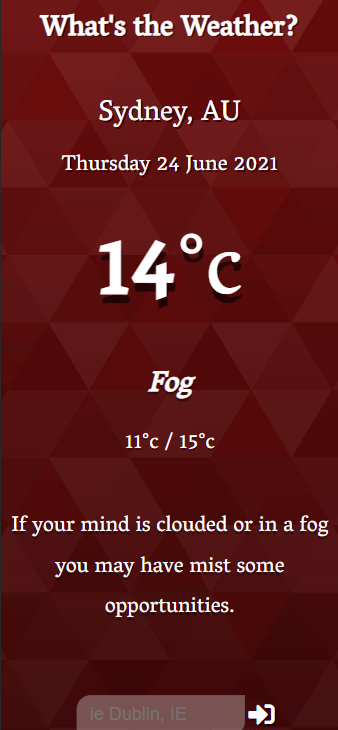 What's the Weather?
Sydney, AU
Thursday 24 June 2021
14°c
Fog
11°c / 15°c
If your mind is clouded or in a fog
you may have mist some
opportunities.
ie Dublin, IE